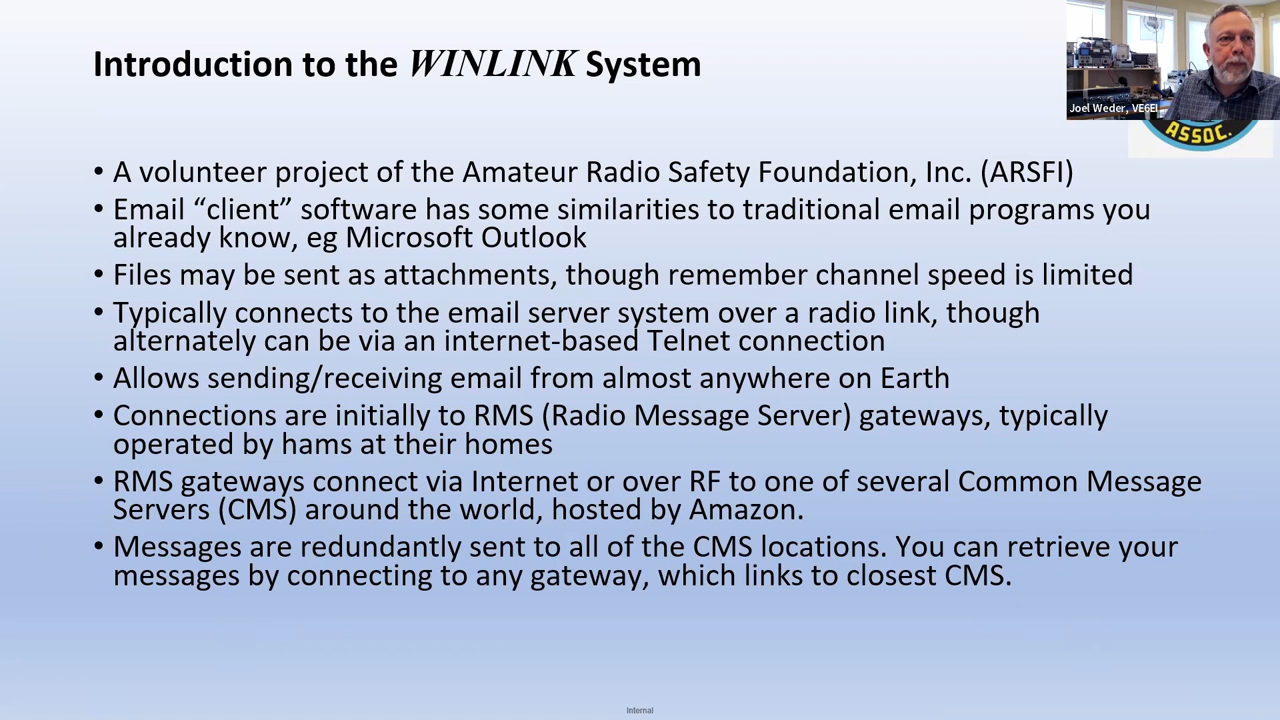 Introduction to the WINLINK System
Joel Weder, VE6EI
ASSOC.
• A volunteer project of the Amateur Radio Safety Foundation, Inc. (ARSFI)
• Email “client” software has some similarities to traditional email programs you
already know, eg Microsoft Outlook
• Files may be sent as attachments, though remember channel speed is limited
• Typically connects to the email server system over a radio link, though
alternately can be via an internet-based Telnet connection
• Allows sending/receiving email from almost anywhere on Earth
• Connections are initially to RMS (Radio Message Server) gateways, typically
operated by hams at their homes
• RMS gateways connect via Internet or over RF to one of several Common Message
Servers (CMS) around the world, hosted by Amazon.
• Messages are redundantly sent to all of the CMS locations. You can retrieve your
messages by connecting to any gateway, which links to closest CMS.
Internal